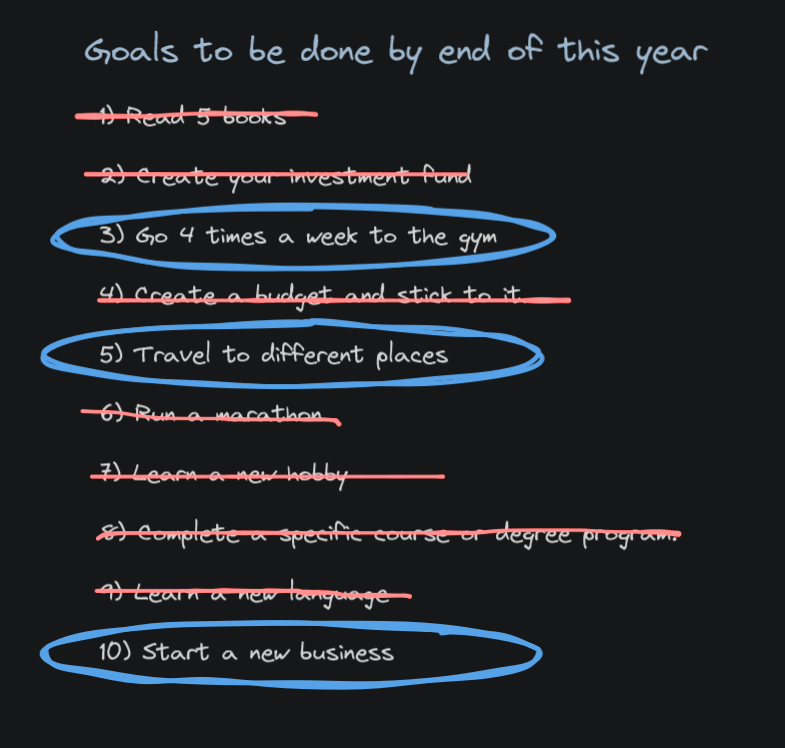 Goals to be done by end of this year
1) Read 5 books
2) Create your investment fund
3) Go 4 times a week to the gym
4) Create a budget and stick to it
5) Travel to different places
6) Run a marathon
7) Learn a new hobby
8) Complete a specific course or degree program.
9) Learn a new language
10) Start a new business